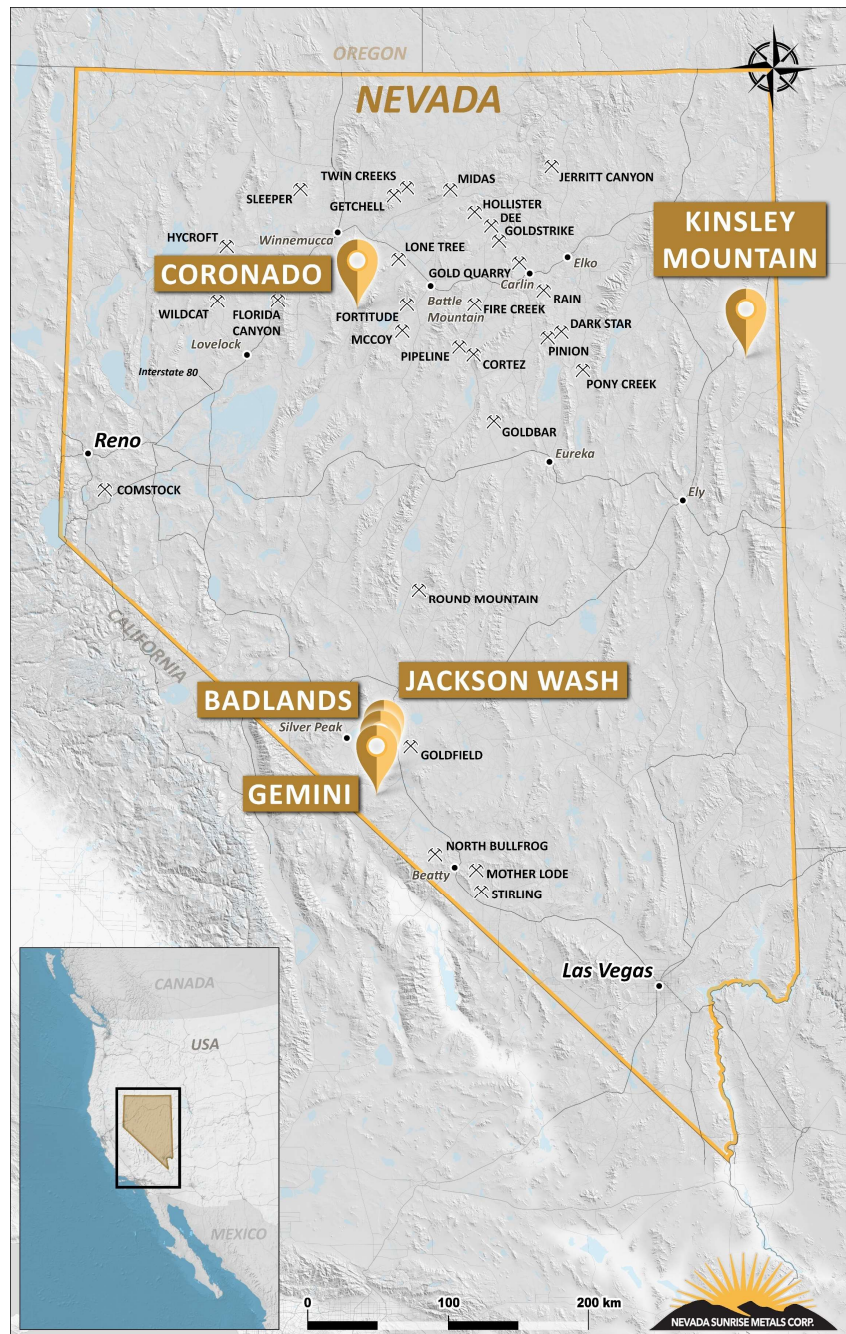 OREGON
NEVADA
TWIN CREEKS
MIDAS
JERRITT CANYON
SLEEPER
GETCHELL
HOLLISTER
DEE
GOLDSTRIKE
KINSLEY
MOUNTAIN
HYCROFT
Winnemucca
LONE TREE
CORONADO
GOLD QUARRY
Elko
Carlin
RAIN
WILDCAT
FLORIDA
CANYON
FORTITUDE
Battle
Mountain
FIRE CREEK
DARK STAR
MCCOY
Lovelock
PIPELINE
CORTEZ
PINION
PONY CREEK
Interstate 80
GOLDBAR
Reno
Eureka
COMSTOCK
Ely
ROUND MOUNTAIN
CALIFORNIA
JACKSON WASH
BADLANDS
Silver Peak
GOLDFIELD
GEMINI
NORTH BULLFROG
Beatty
MOTHER LODE
STIRLING
Las Vegas
CANADA
USA
MEXICO
0 100 200 km
NEVADA SUNRISE METALS CORP.